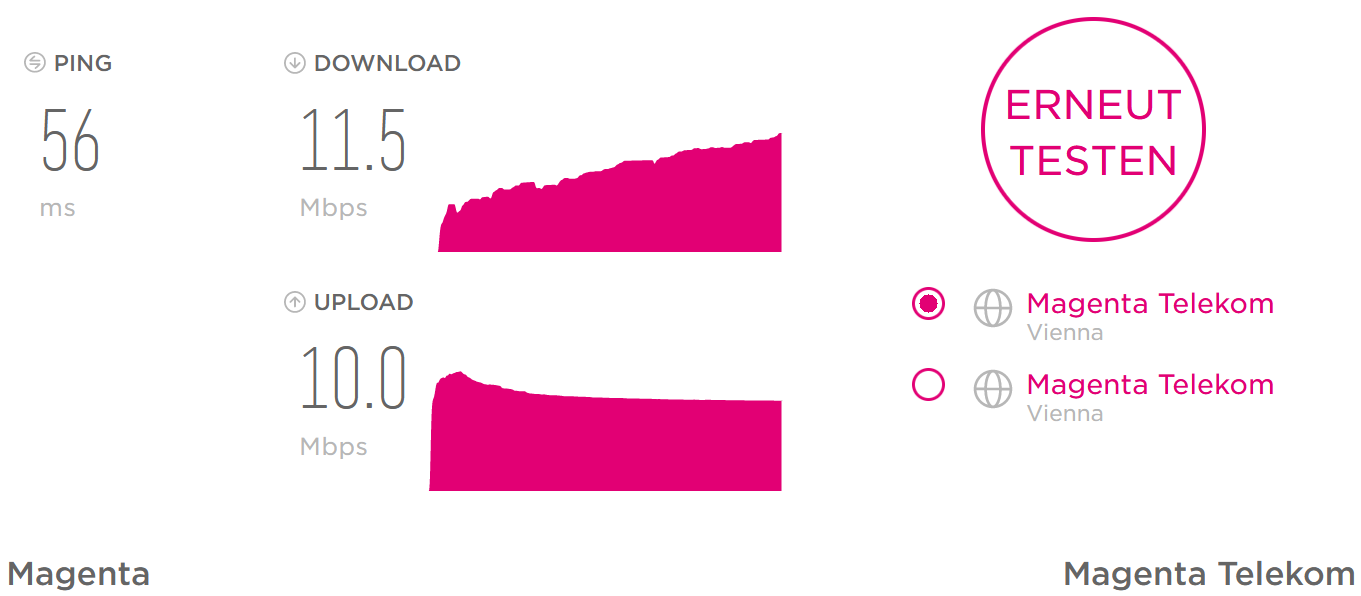 PING
56
ms
DOWNLOAD
11.5
Mbps
UPLOAD
10.0
Mbps
ERNEUT
TESTEN
Magenta Telekom
Vienna
Magenta Telekom
Vienna
Magenta
Magenta Telekom